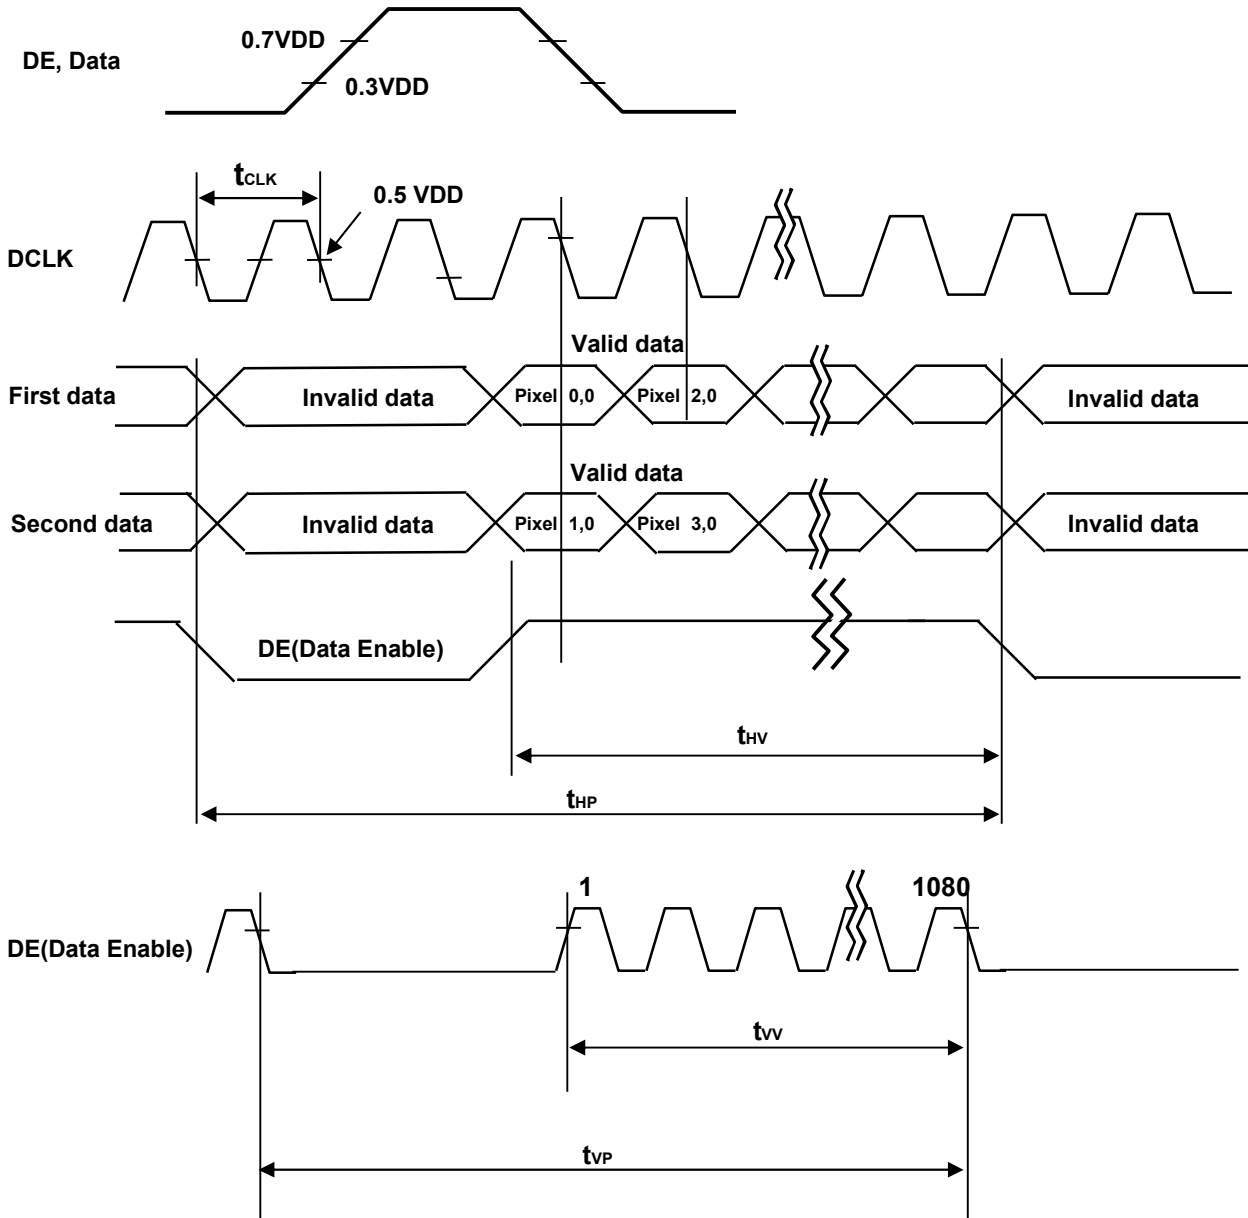 0.7VDD
DE, Data
0.3VDD
tCLK
0.5 VDD
DCLK
Valid data
First data
Invalid data
Pixel 0,0
Pixel 2,0
Invalid data
Valid data
Second data
Invalid data
Pixel 1,0
Pixel 3,0
Invalid data
DE(Data Enable)
tHV
tHP
1
1080
DE(Data Enable)
tVV
tVP